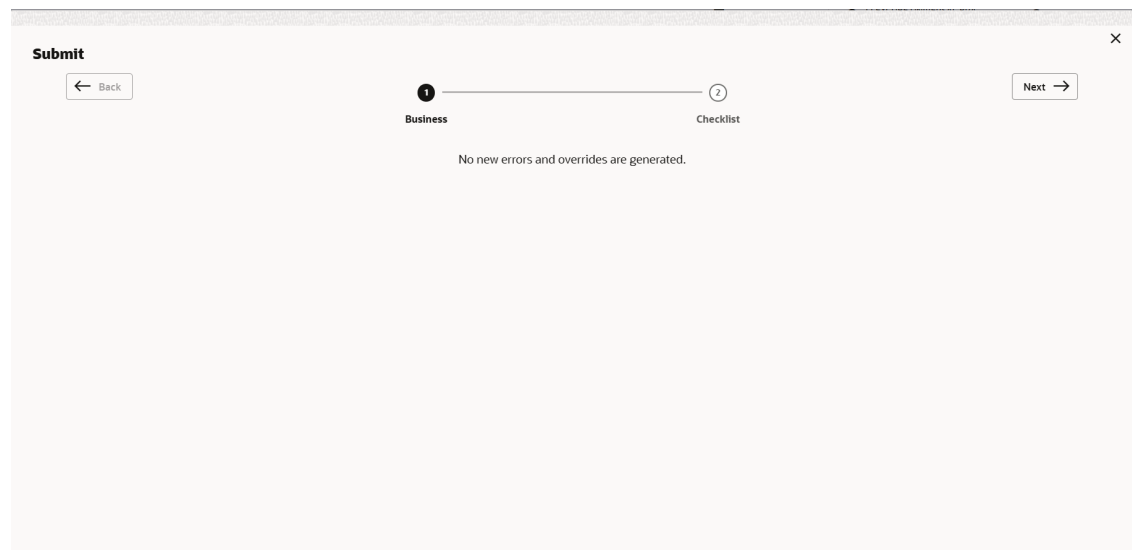 Submit
Back
Next
1
2
Business
Checklist
No new errors and overrides are generated.